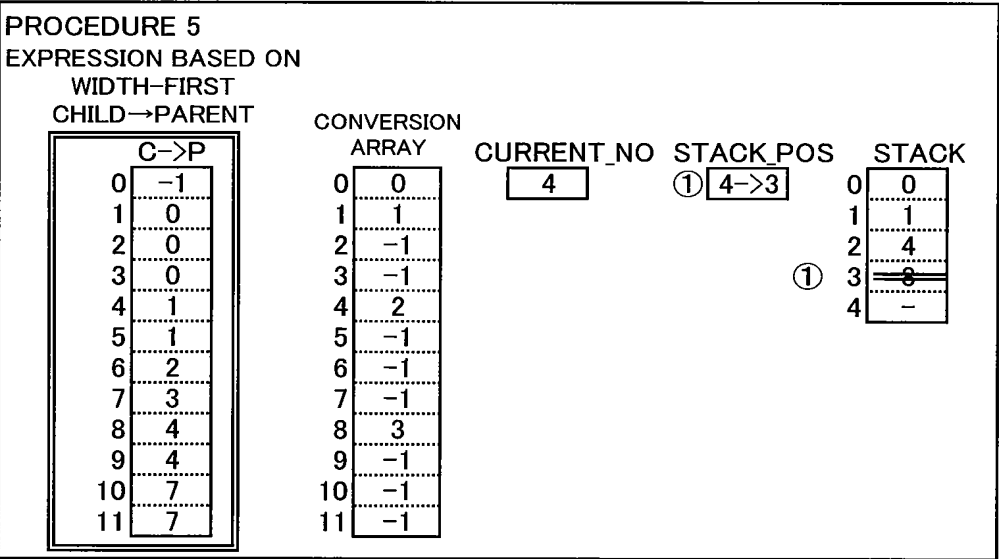 PROCEDURE 5
EXPRESSION BASED ON
WIDTH-FIRST
CHILD→PARENT
CONVERSION
ARRAY
CURRENT_NO STACK_POS STACK
C->P
0 -1 0 0 4 ① 4->3 0 0
1 0 1 1 1 1
2 0 2 -1 2 4
3 0 3 -1 ① 3 8
4 1 4 2 4 -
5 1 5 -1
6 2 6 -1
7 3 7 -1
8 4 8 3
9 4 9 -1
10 7 10 -1
11 7 11 -1